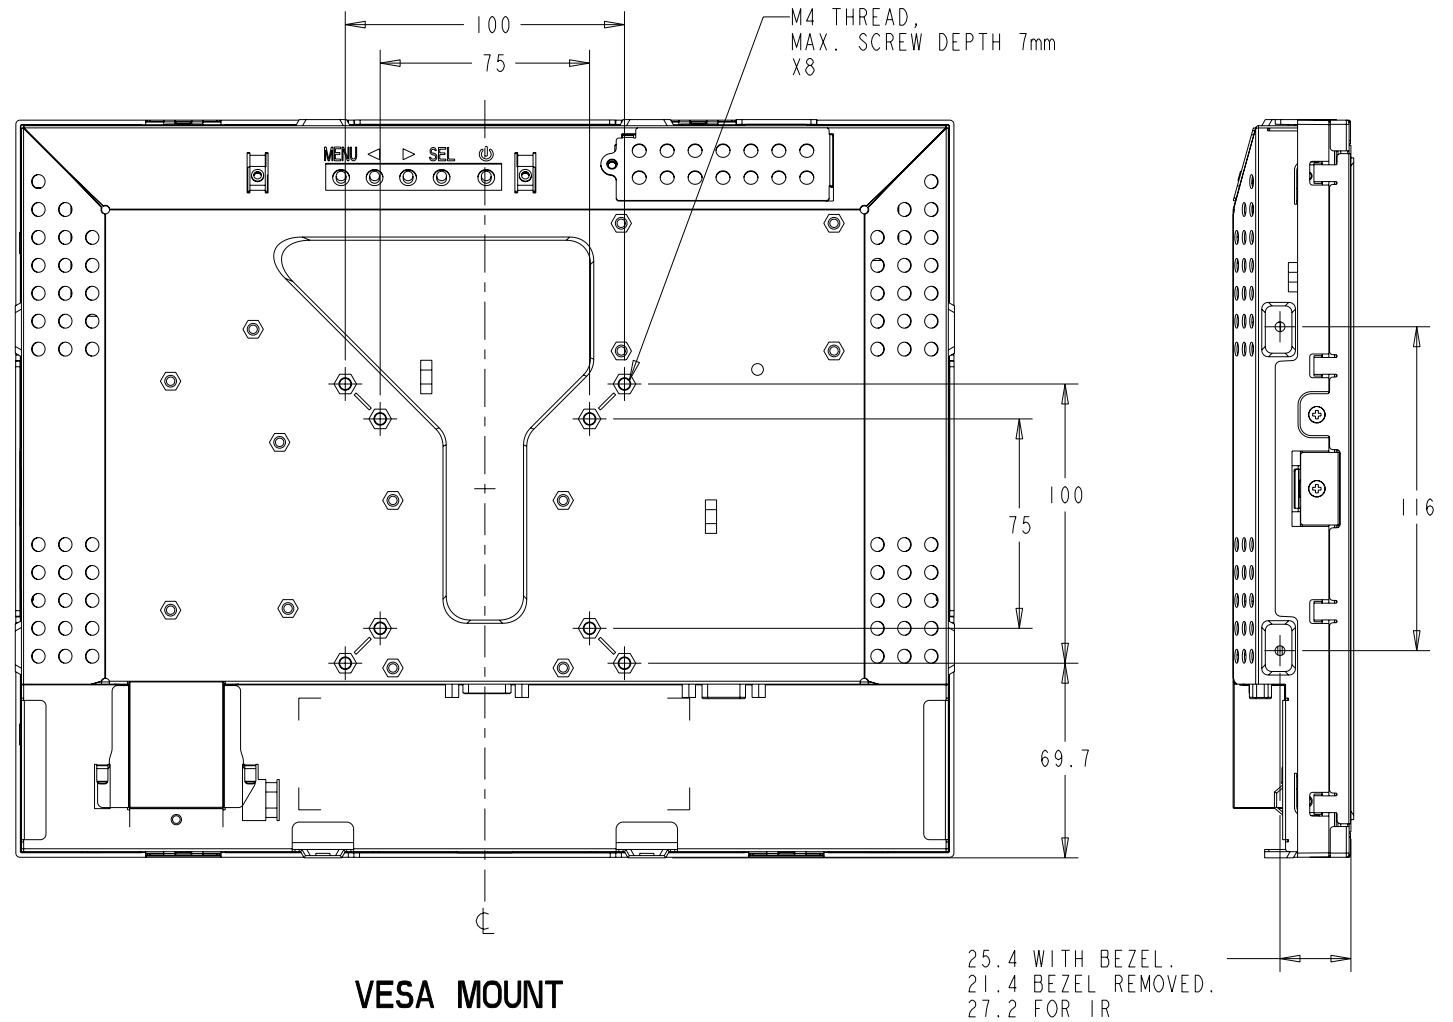 100
M4 THREAD,
MAX. SCREW DEPTH 7mm
X8
75
MENU ◁ ▷ SEL ⏻
100
75
116
69.7
℄
25.4 WITH BEZEL.
21.4 BEZEL REMOVED.
27.2 FOR IR
VESA MOUNT